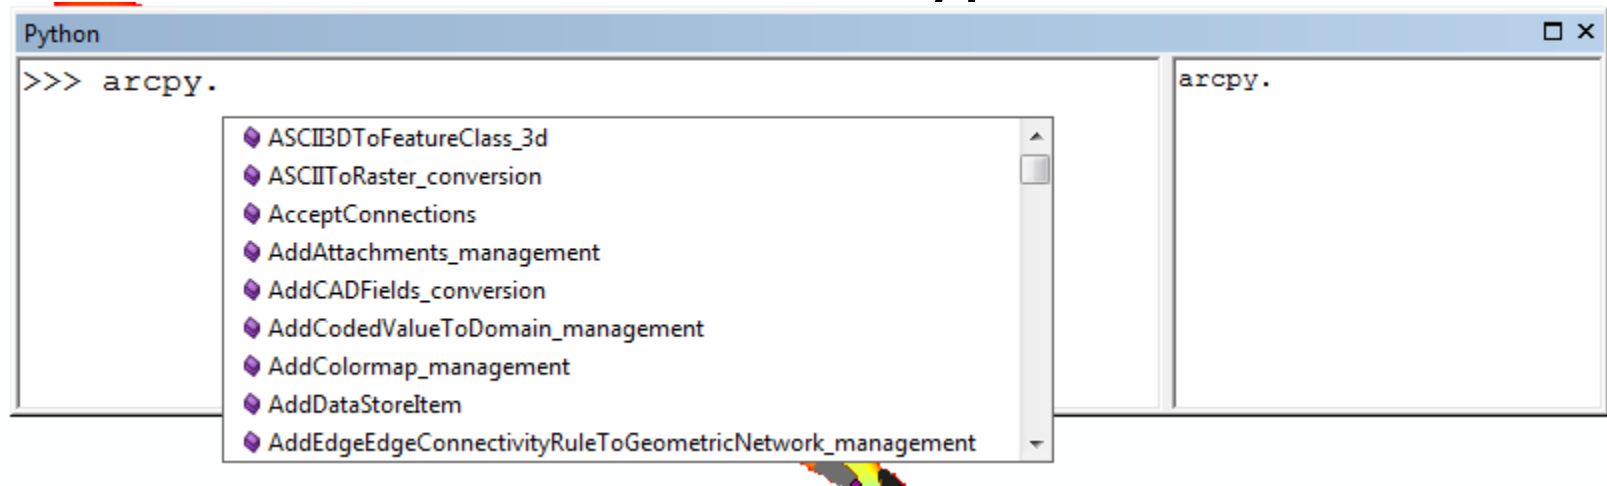 Python
>>> arcpy.
arcpy.
ASCII3DToFeatureClass_3d
ASCIIToRaster_conversion
AcceptConnections
AddAttachments_management
AddCADFields_conversion
AddCodedValueToDomain_management
AddColormap_management
AddDataStoreItem
AddEdgeEdgeConnectivityRuleToGeometricNetwork_management